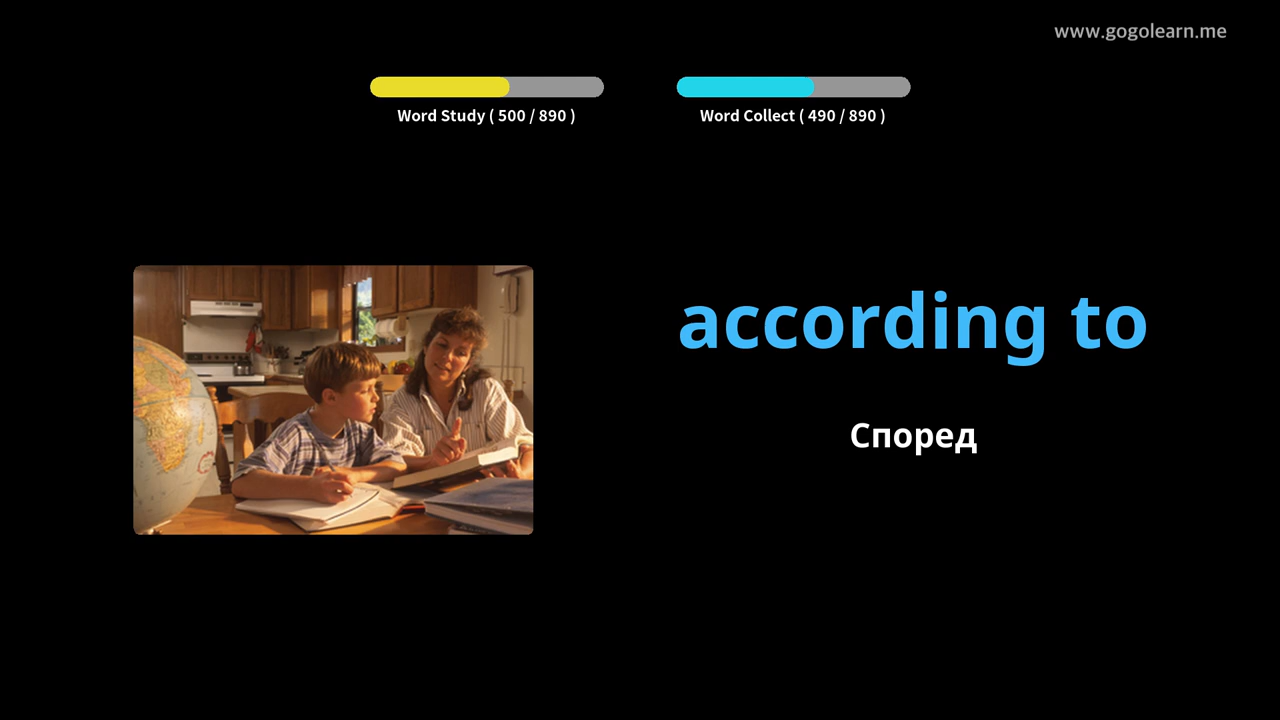 www.gogolearn.me
Word Study ( 500 / 890 )
Word Collect ( 490 / 890 )
according to
Според